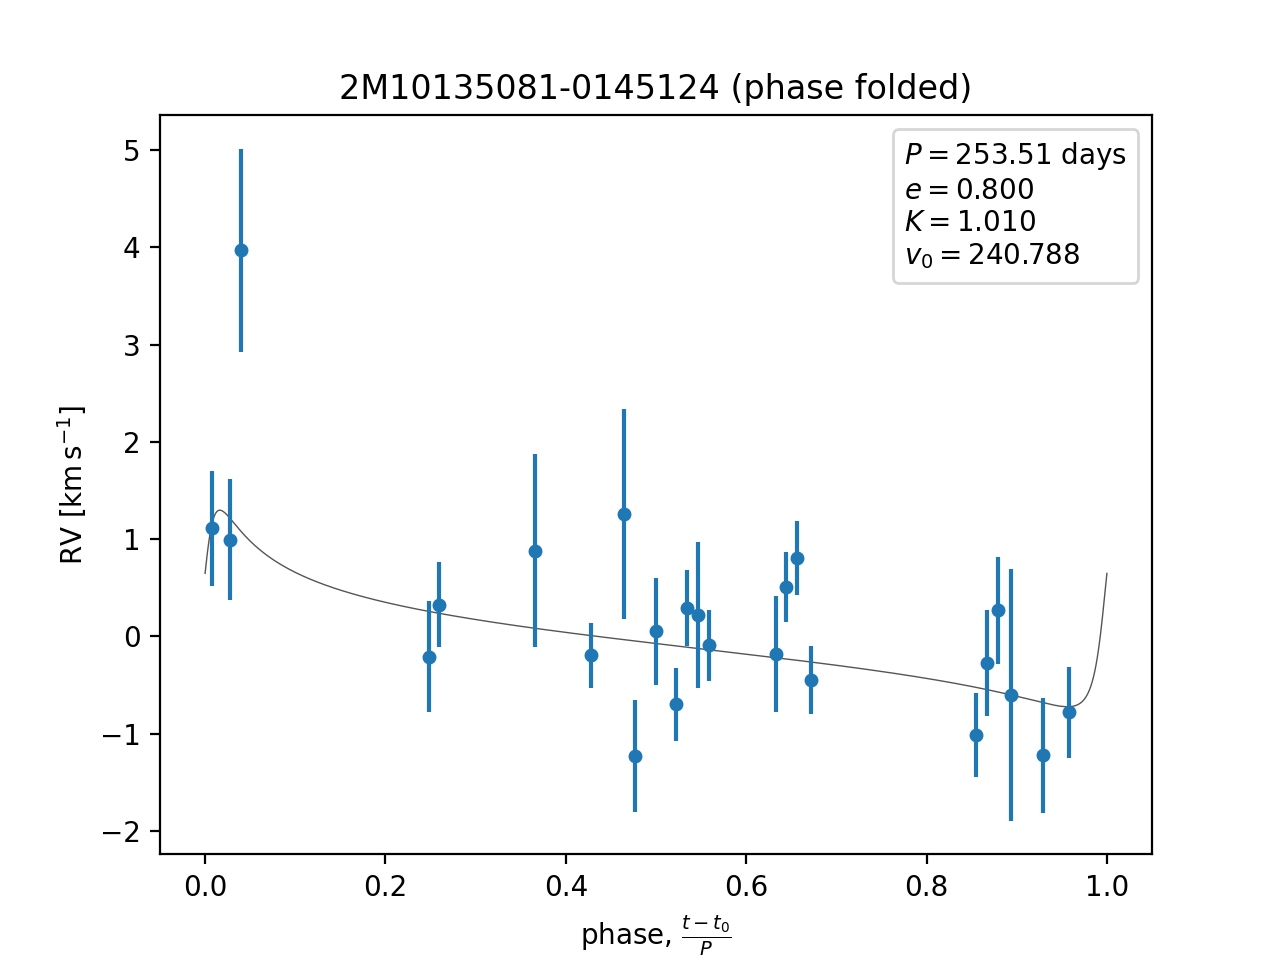 2M10135081-0145124 (phase folded)
P = 253.51 days
e = 0.800
K = 1.010
v₀ = 240.788
5
4
3
2
1
0
−1
−2
RV [km s⁻¹]
0.0 0.2 0.4 0.6 0.8 1.0
phase, (t − t₀)/P